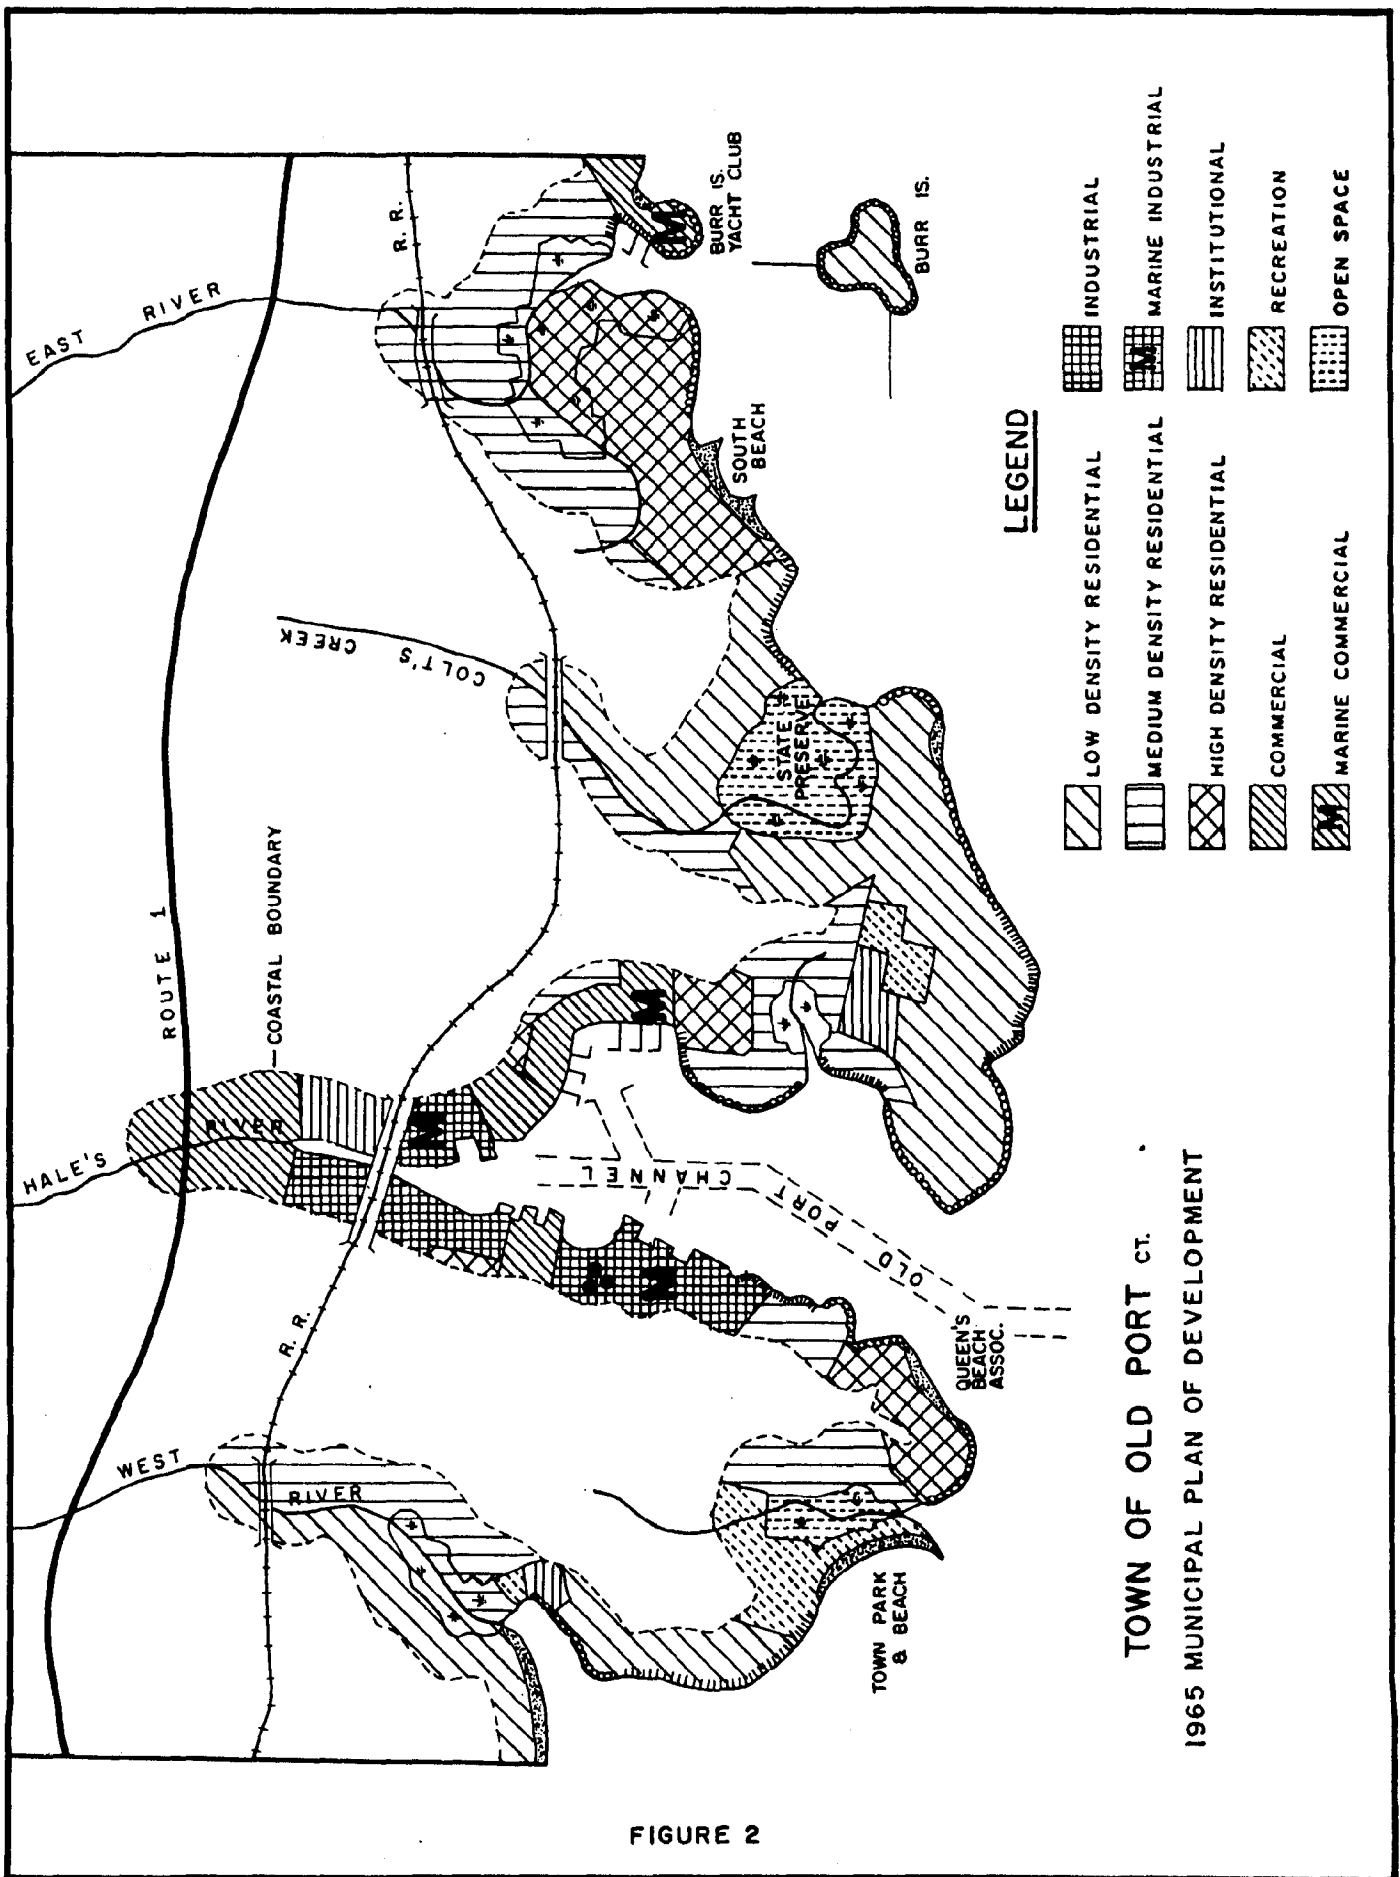 ROUTE 1
COASTAL BOUNDARY
WEST
RIVER
HALE'S
RIVER
COLT'S
CREEK
EAST RIVER
R. R.
R. R.
CHANNEL
PORT
OLD
STATE
PRESERVE
SOUTH
BEACH
BURR IS.
YACHT CLUB
BURR IS.
M
M
M
M
TOWN PARK
& BEACH
QUEEN'S
BEACH
ASSOC.
LEGEND
LOW DENSITY RESIDENTIAL
MEDIUM DENSITY RESIDENTIAL
HIGH DENSITY RESIDENTIAL
COMMERCIAL
M MARINE COMMERCIAL
INDUSTRIAL
M MARINE INDUSTRIAL
INSTITUTIONAL
RECREATION
OPEN SPACE
TOWN OF OLD PORT CT.
1965 MUNICIPAL PLAN OF DEVELOPMENT
FIGURE 2